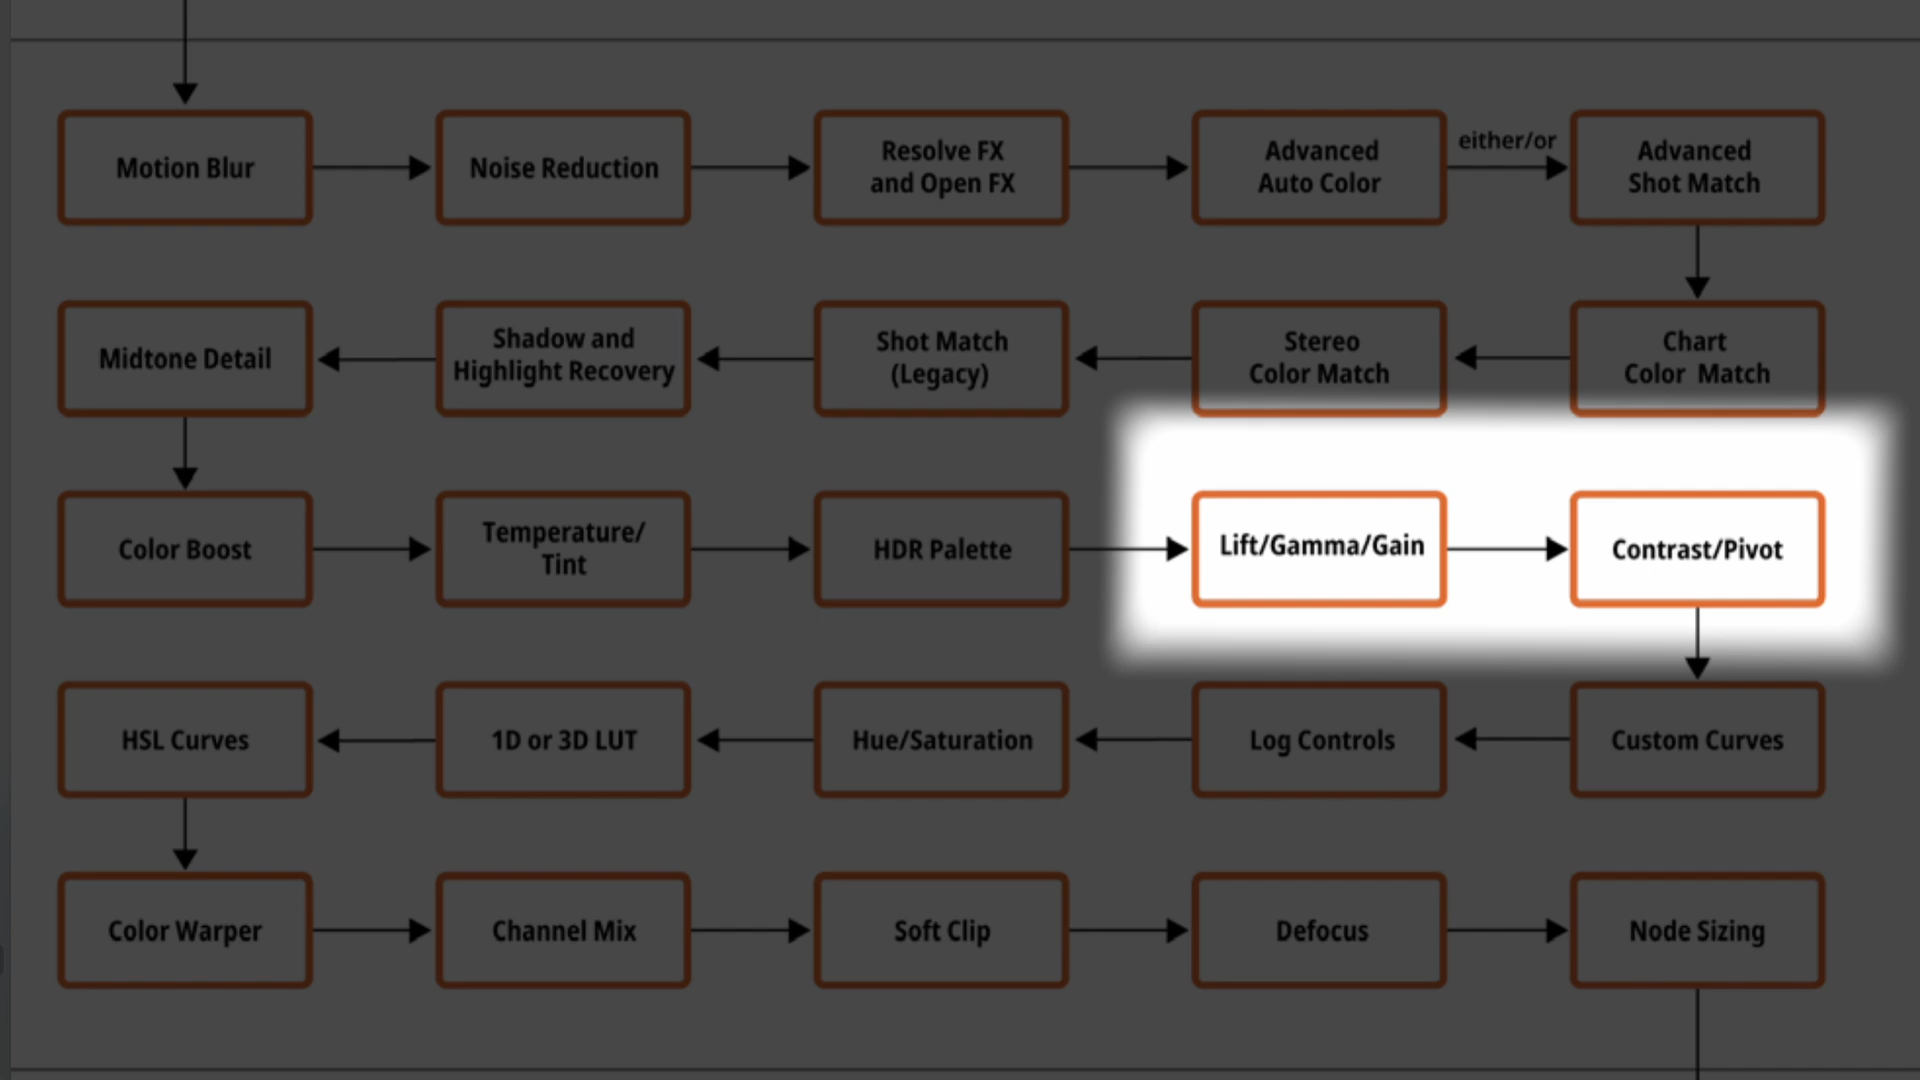 Motion Blur
Noise Reduction
Resolve FX
and Open FX
Advanced
Auto Color
either/or
Advanced
Shot Match
Midtone Detail
Shadow and
Highlight Recovery
Shot Match
(Legacy)
Stereo
Color Match
Chart
Color  Match
Color Boost
Temperature/
Tint
HDR Palette
Lift/Gamma/Gain
Contrast/Pivot
HSL Curves
1D or 3D LUT
Hue/Saturation
Log Controls
Custom Curves
Color Warper
Channel Mix
Soft Clip
Defocus
Node Sizing